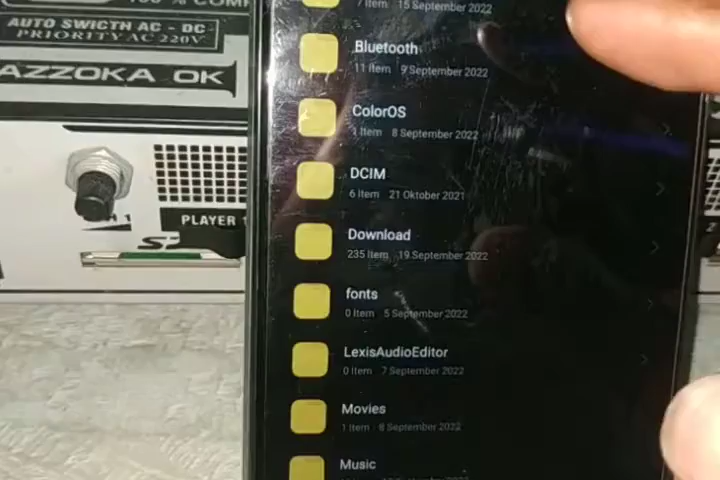 100 % COMP
AUTO SWICTH AC - DC
PRIORITY AC 220V
AZZOKA OK
PLAYER 1
7 Item 15 September 2022
Bluetooth
11 Item 9 September 2022
ColorOS
1 Item 8 September 2022
DCIM
6 Item 21 Oktober 2021
Download
235 Item 19 September 2022
fonts
0 Item 5 September 2022
LexisAudioEditor
0 Item 7 September 2022
Movies
1 Item 8 September 2022
Music